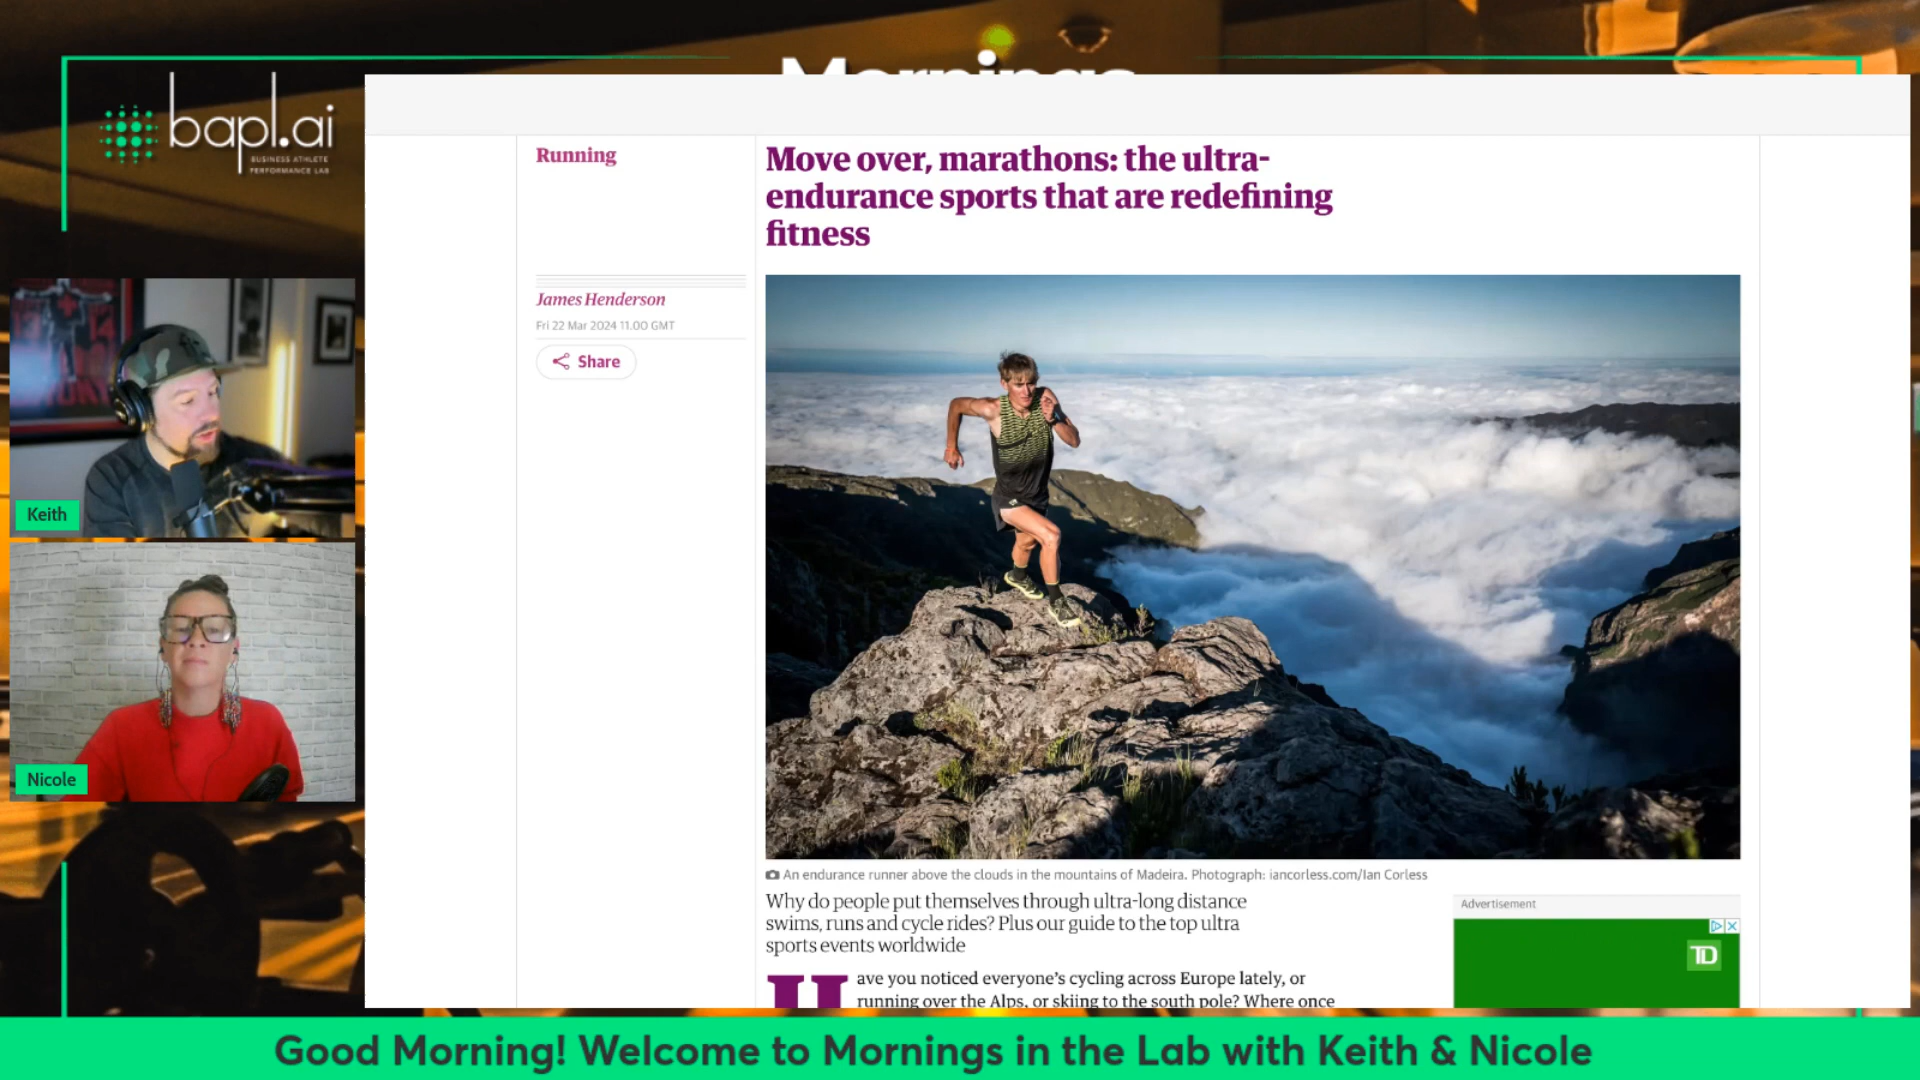 Mornings
bapl.ai
BUSINESS ATHLETE
PERFORMANCE LAB
Running
Move over, marathons: the ultra-
endurance sports that are redefining
fitness
James Henderson
Fri 22 Mar 2024 11.00 GMT
Share
Keith
Nicole
An endurance runner above the clouds in the mountains of Madeira. Photograph: iancorless.com/Ian Corless
Why do people put themselves through ultra-long distance
swims, runs and cycle rides? Plus our guide to the top ultra
sports events worldwide
Have you noticed everyone's cycling across Europe lately, or
running over the Alps, or skiing to the south pole? Where once
Advertisement
TD
Good Morning! Welcome to Mornings in the Lab with Keith & Nicole